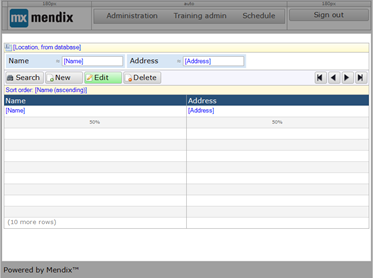 180px auto 180px
mx mendix Administration Training admin Schedule Sign out
[Location, from database]
Name = [Name] Address = [Address]
Search New Edit Delete
Sort order: [Name (ascending)]
Name Address
[Name] [Address]
50% 50%
(10 more rows)
Powered by Mendix™